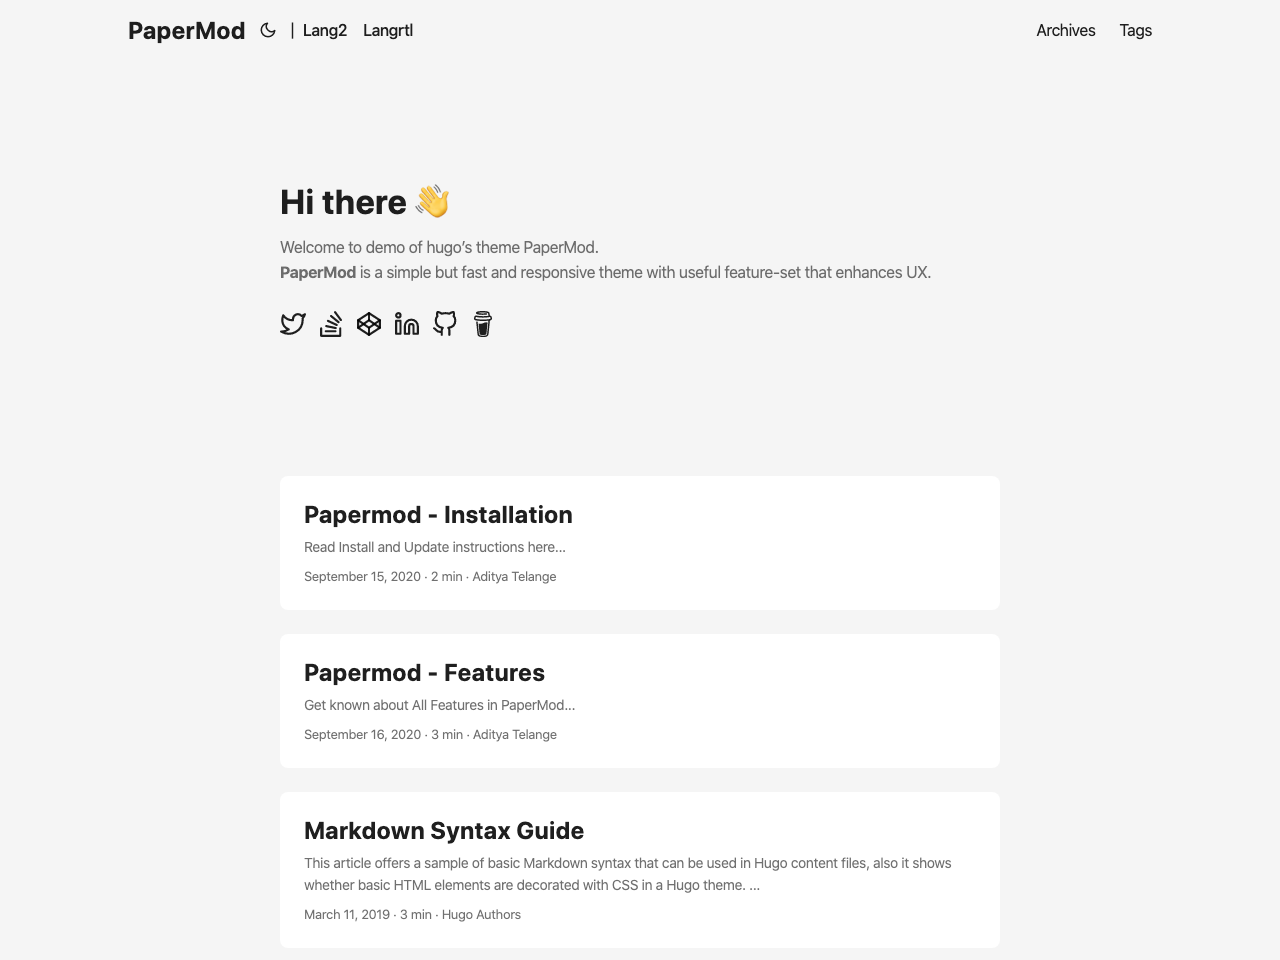 PaperMod | Lang2 Langrtl Archives Tags
Hi there 👋
Welcome to demo of hugo’s theme PaperMod.
PaperMod is a simple but fast and responsive theme with useful feature-set that enhances UX.
Papermod - Installation
Read Install and Update instructions here...
September 15, 2020 · 2 min · Aditya Telange
Papermod - Features
Get known about All Features in PaperMod...
September 16, 2020 · 3 min · Aditya Telange
Markdown Syntax Guide
This article offers a sample of basic Markdown syntax that can be used in Hugo content files, also it shows
whether basic HTML elements are decorated with CSS in a Hugo theme. ...
March 11, 2019 · 3 min · Hugo Authors